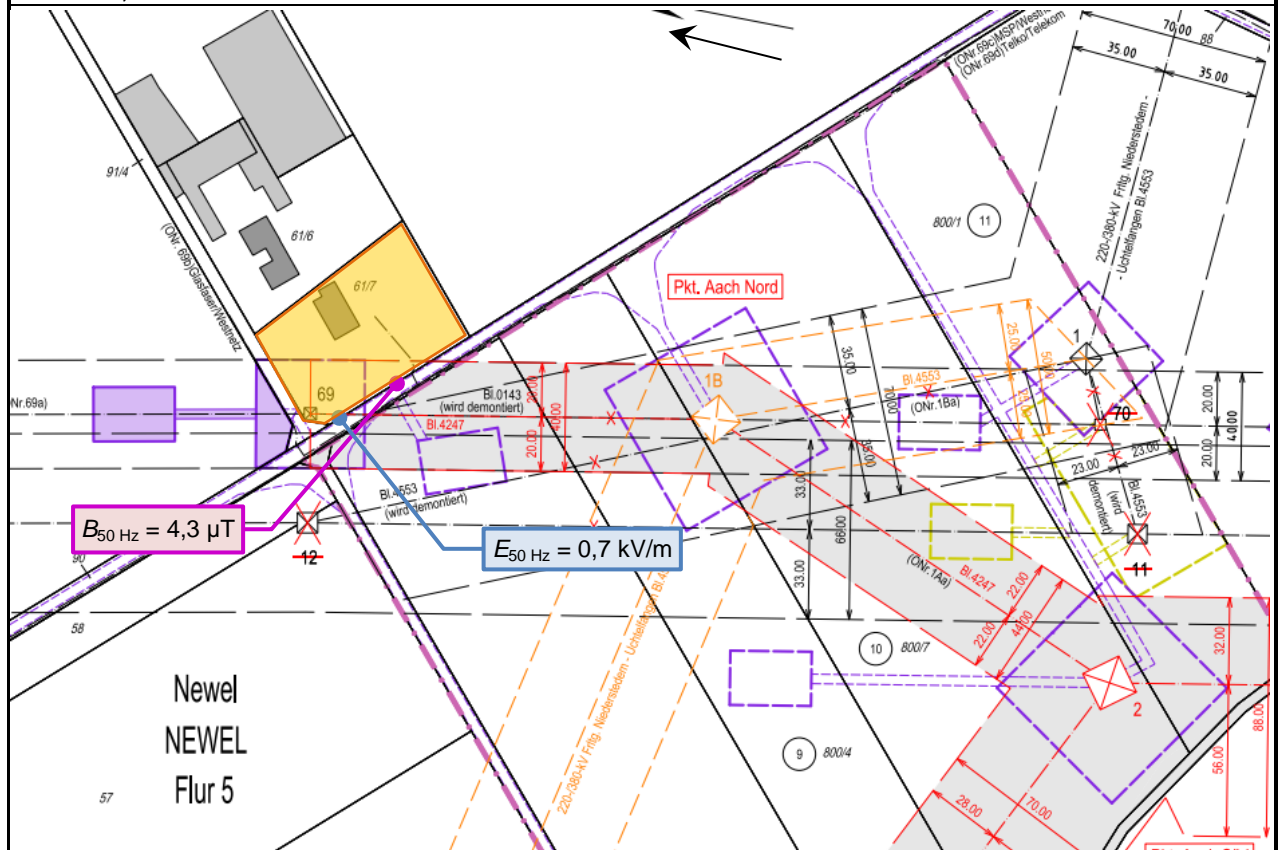 70.00
88
35.00
35.00
(ONr.69c)MSP/Westn
(ONr.69d)Telko/Telekom
220-/380-kV Frltg. Niederstedem -
- Uchtelfangen Bl.4553
91/4
61/6
(ONr. 69b)Glasfaser/Westnetz
61/7
800/1
11
Pkt. Aach Nord
1
25.00
50.00
35.00
70.00
35.00
Bl.4553
(ONr.1Ba)
1B
69
Nr.69a)
Bl.0143
(wird demontiert)
Bl.4247
20.00
20.00
40.00
70
20.00
20.00
40.00
23.00
23.00
33.00
33.00
66.00
Bl.4553
(wird demontiert)
Bl.4553
(wird
demontiert)
B50 Hz = 4,3 µT
E50 Hz = 0,7 kV/m
12
11
90
58
(ONr.1Aa)
Bl.4247
22.00
22.00
44.00
10
800/7
32.00
2
Newel
NEWEL
Flur 5
57
220-/380-kV Frltg. Niederstedem - Uchtelfangen Bl.4
9
800/4
88.00
56.00
28.00
70.00